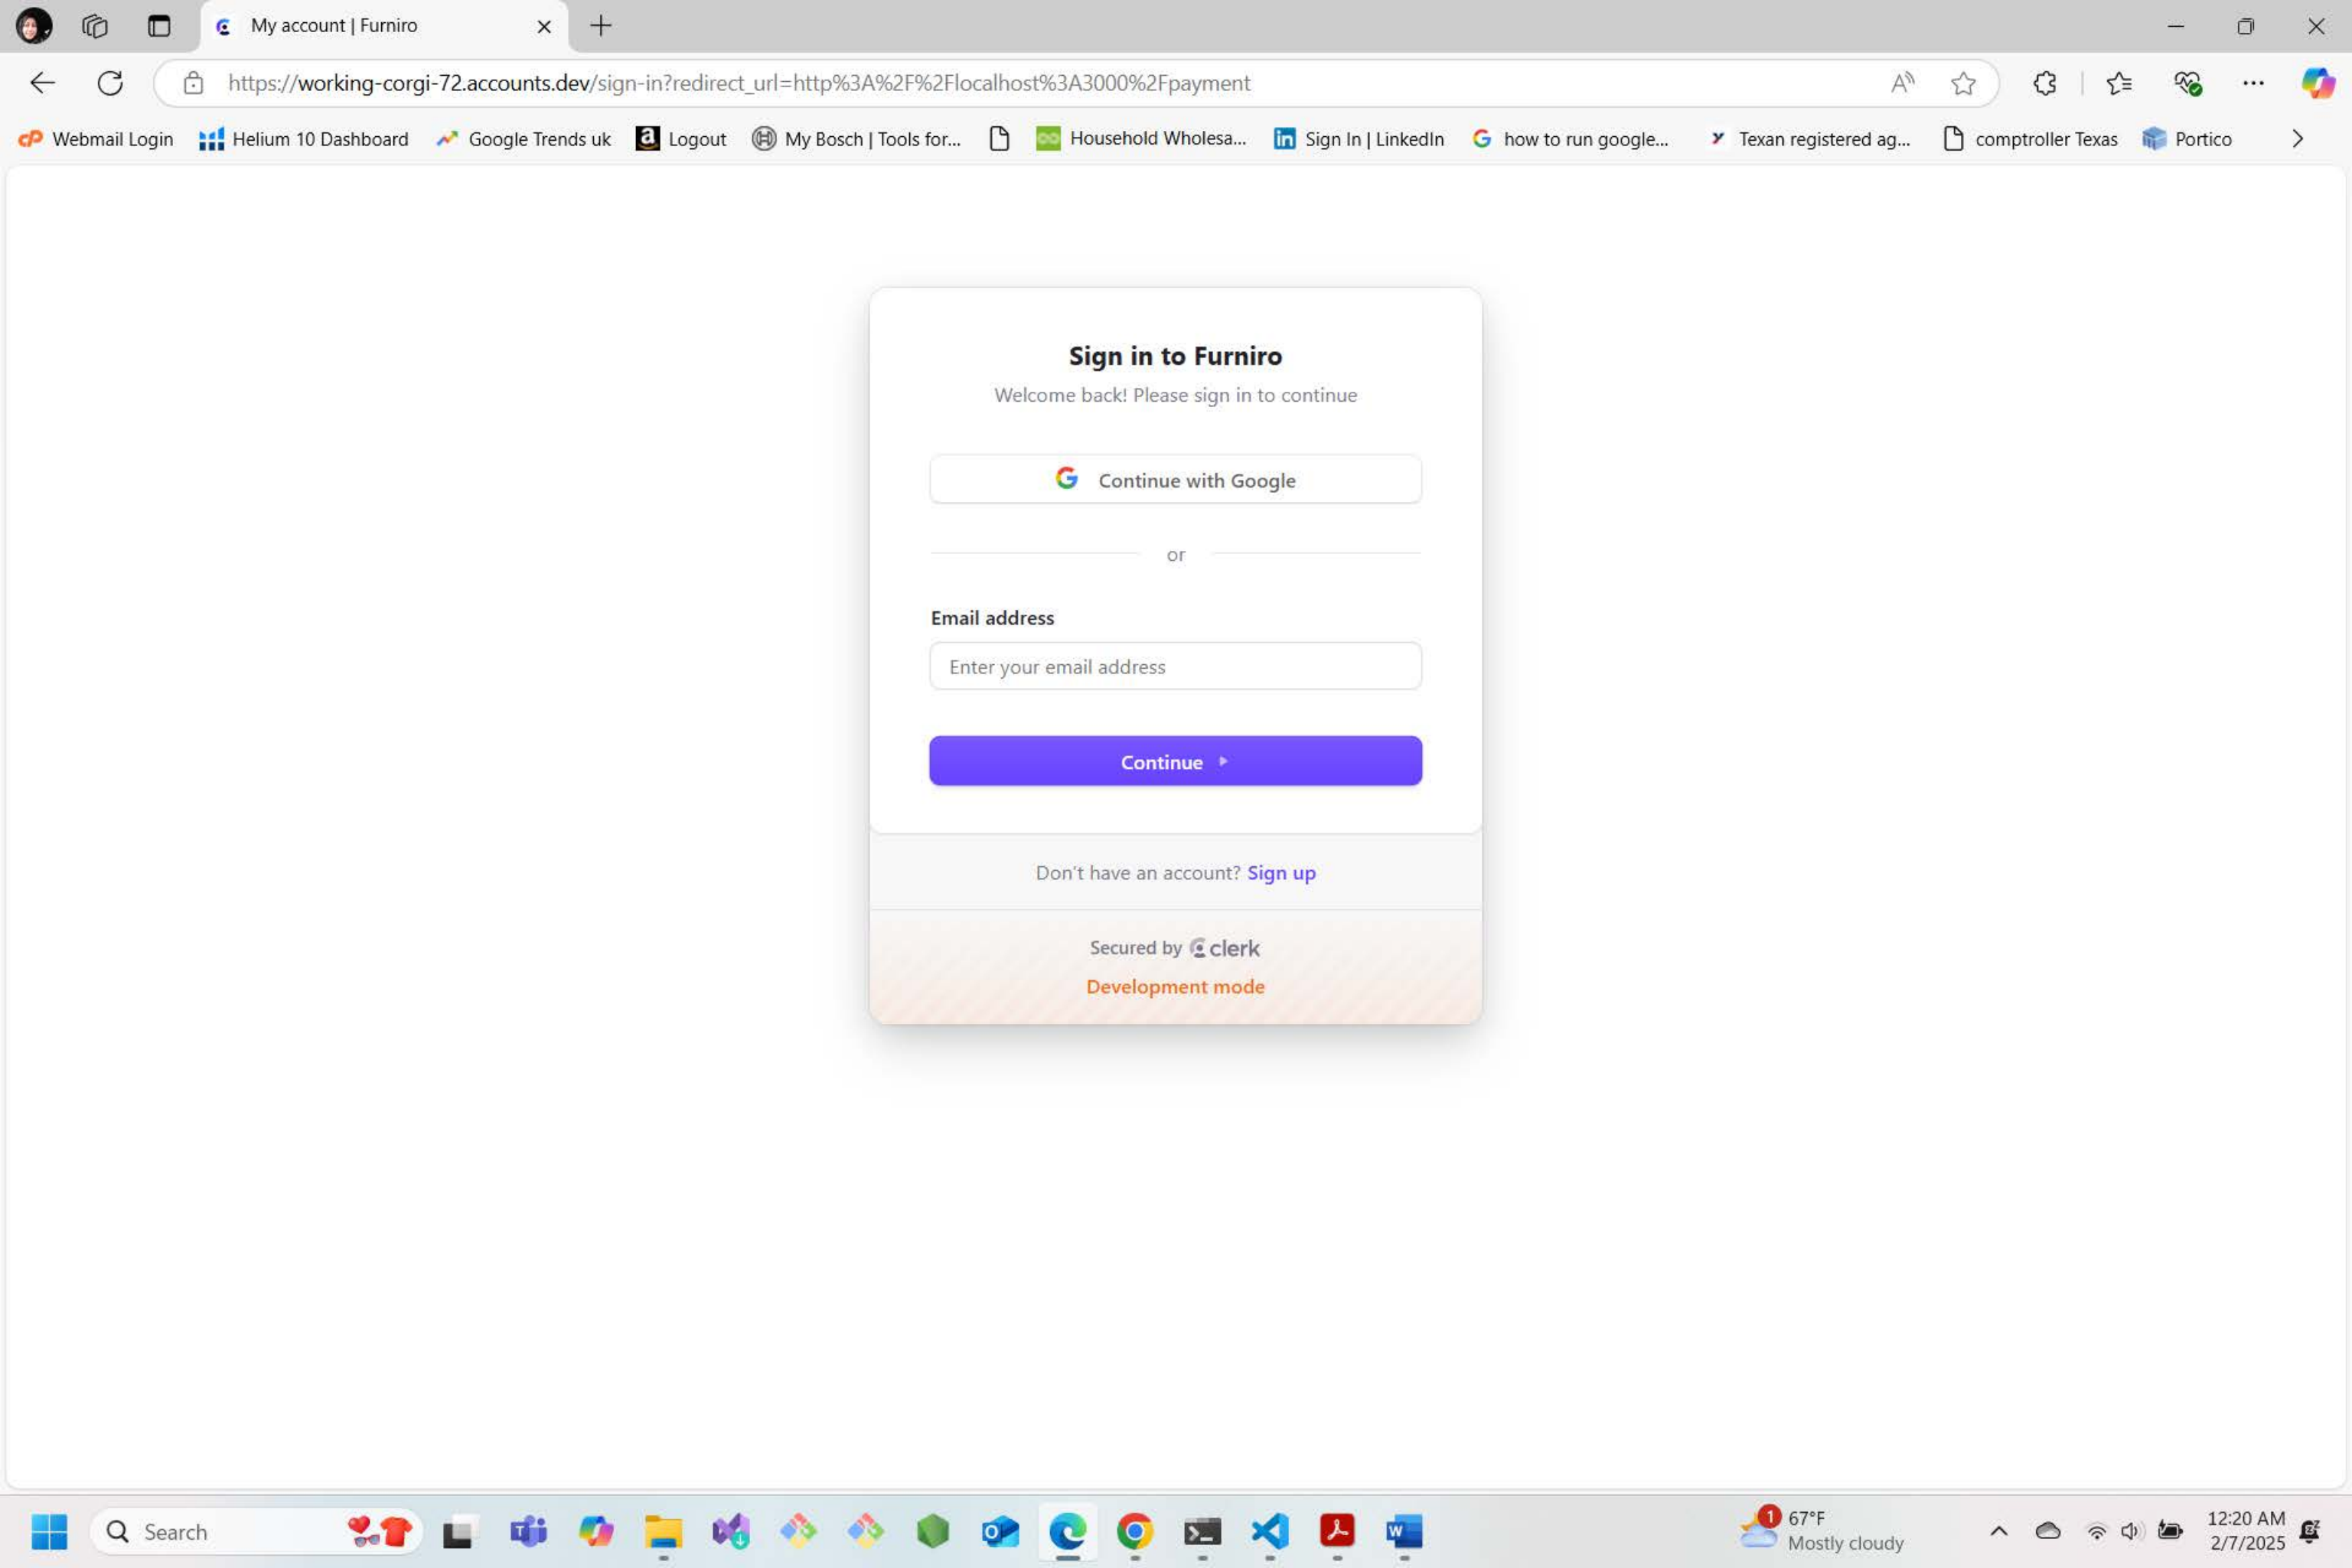 My account | Furniro
https://working-corgi-72.accounts.dev/sign-in?redirect_url=http%3A%2F%2Flocalhost%3A3000%2Fpayment
Webmail Login Helium 10 Dashboard Google Trends uk Logout My Bosch | Tools for... Household Wholesa... Sign In | LinkedIn how to run google... Texan registered ag... comptroller Texas Portico
Sign in to Furniro
Welcome back! Please sign in to continue
Continue with Google
or
Email address
Enter your email address
Continue
Don't have an account? Sign up
Secured by clerk
Development mode
Search
1
67°F
Mostly cloudy
12:20 AM
2/7/2025